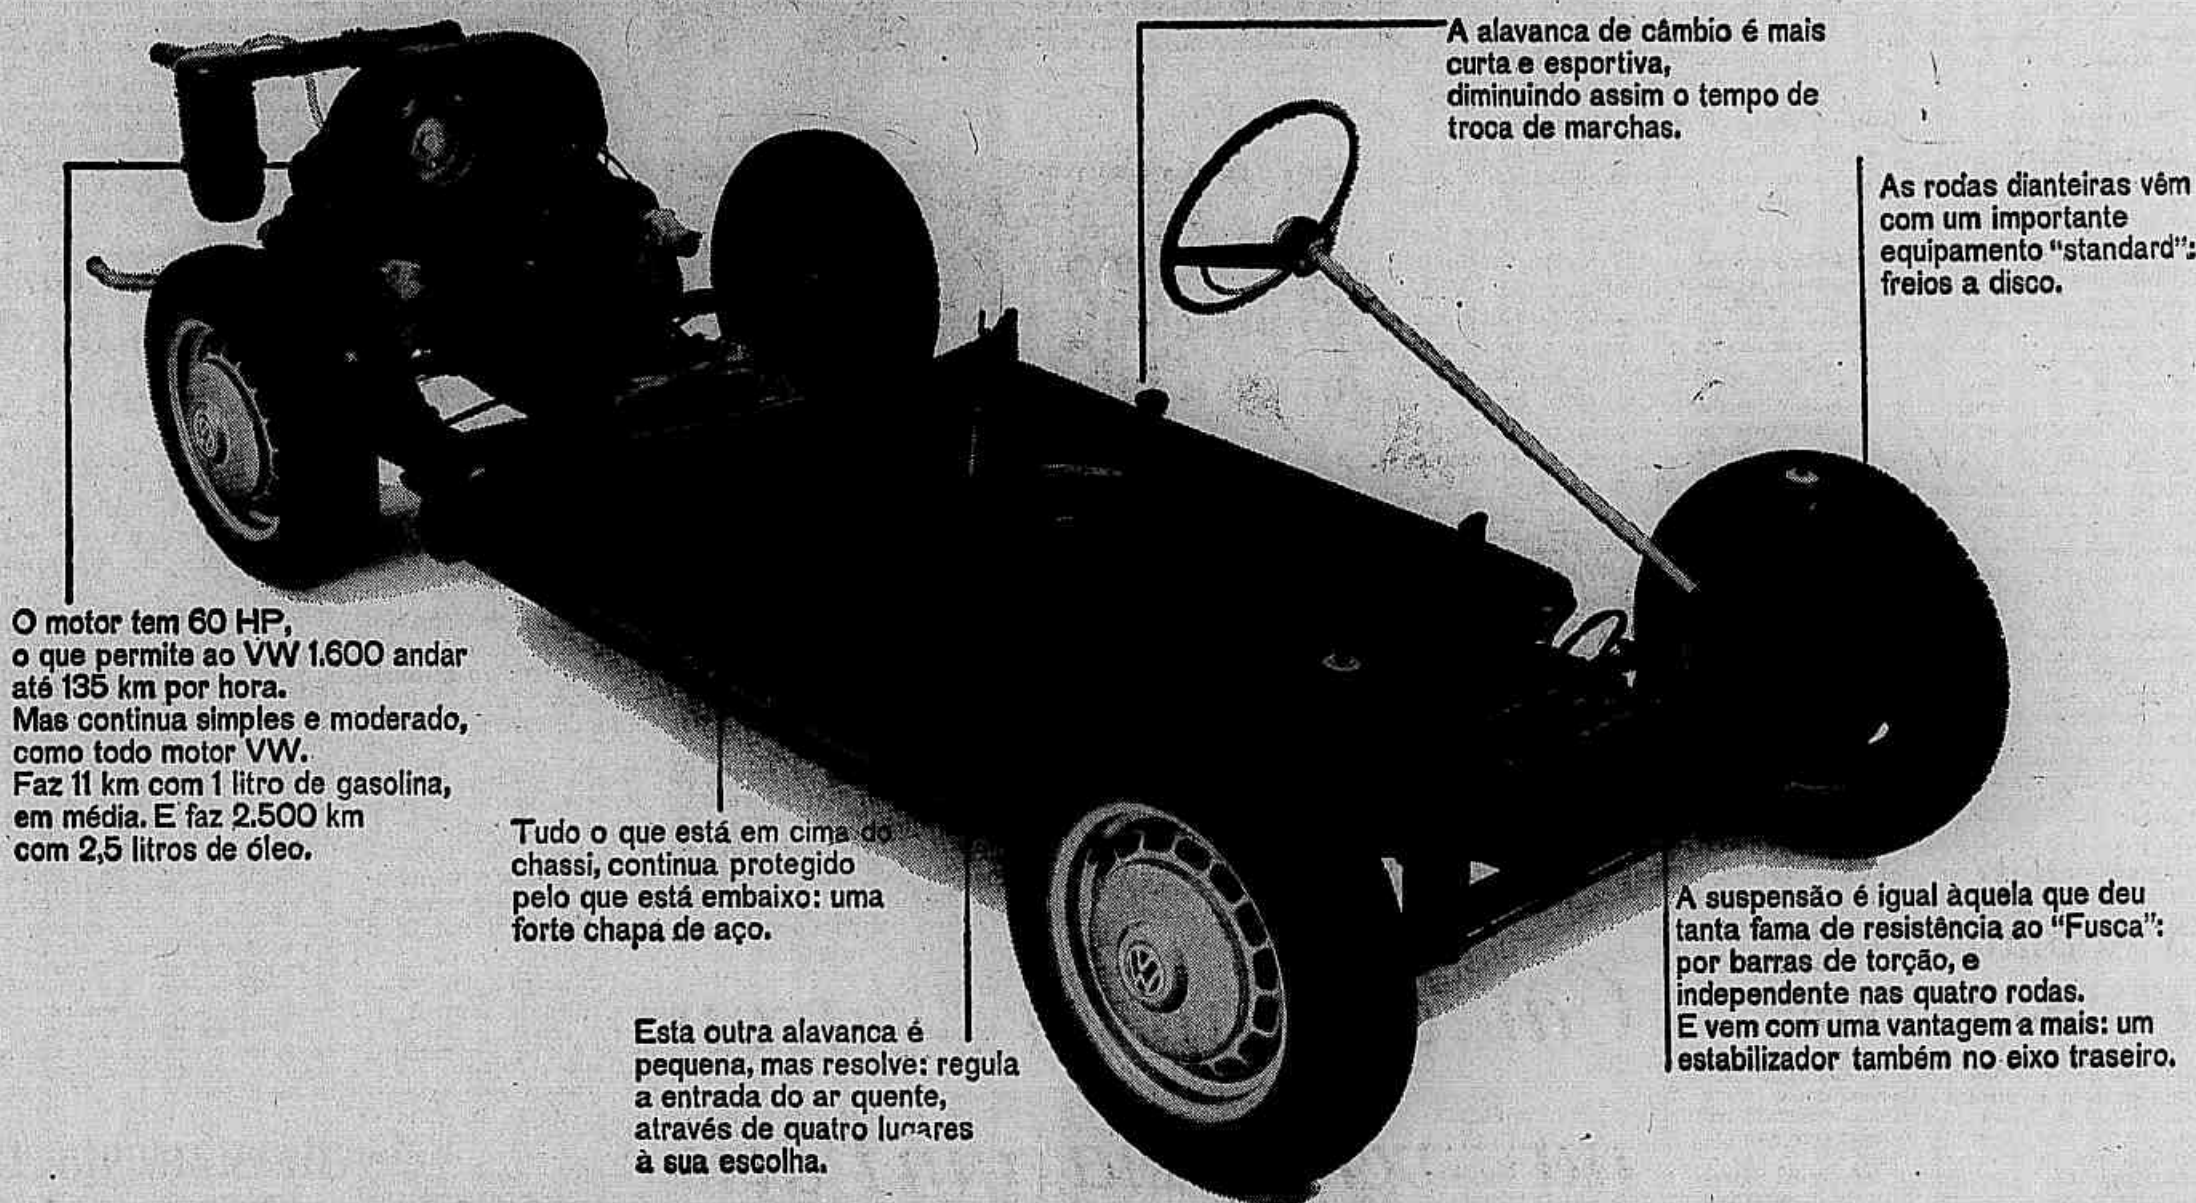 A alavanca de câmbio é mais
curta e esportiva,
diminuindo assim o tempo de
troca de marchas.
As rodas dianteiras vêm
com um importante
equipamento “standard”:
freios a disco.
O motor tem 60 HP,
o que permite ao VW 1.600 andar
até 135 km por hora.
Mas continua simples e moderado,
como todo motor VW.
Faz 11 km com 1 litro de gasolina,
em média. E faz 2.500 km
com 2,5 litros de óleo.
Tudo o que está em cima do
chassi, continua protegido
pelo que está embaixo: uma
forte chapa de aço.
Esta outra alavanca é
pequena, mas resolve: regula
a entrada do ar quente,
através de quatro lugares
à sua escolha.
A suspensão é igual àquela que deu
tanta fama de resistência ao “Fusca”:
por barras de torção, e
independente nas quatro rodas.
E vem com uma vantagem a mais: um
estabilizador também no eixo traseiro.